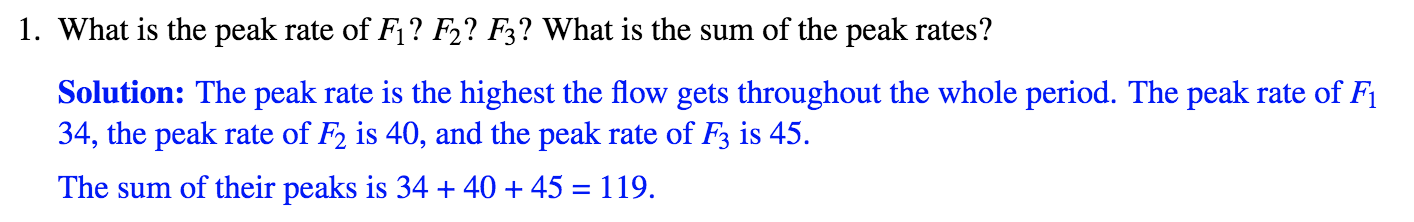 1. What is the peak rate of F₁? F₂? F₃? What is the sum of the peak rates?
Solution: The peak rate is the highest the flow gets throughout the whole period. The peak rate of F₁
34, the peak rate of F₂ is 40, and the peak rate of F₃ is 45.
The sum of their peaks is 34 + 40 + 45 = 119.